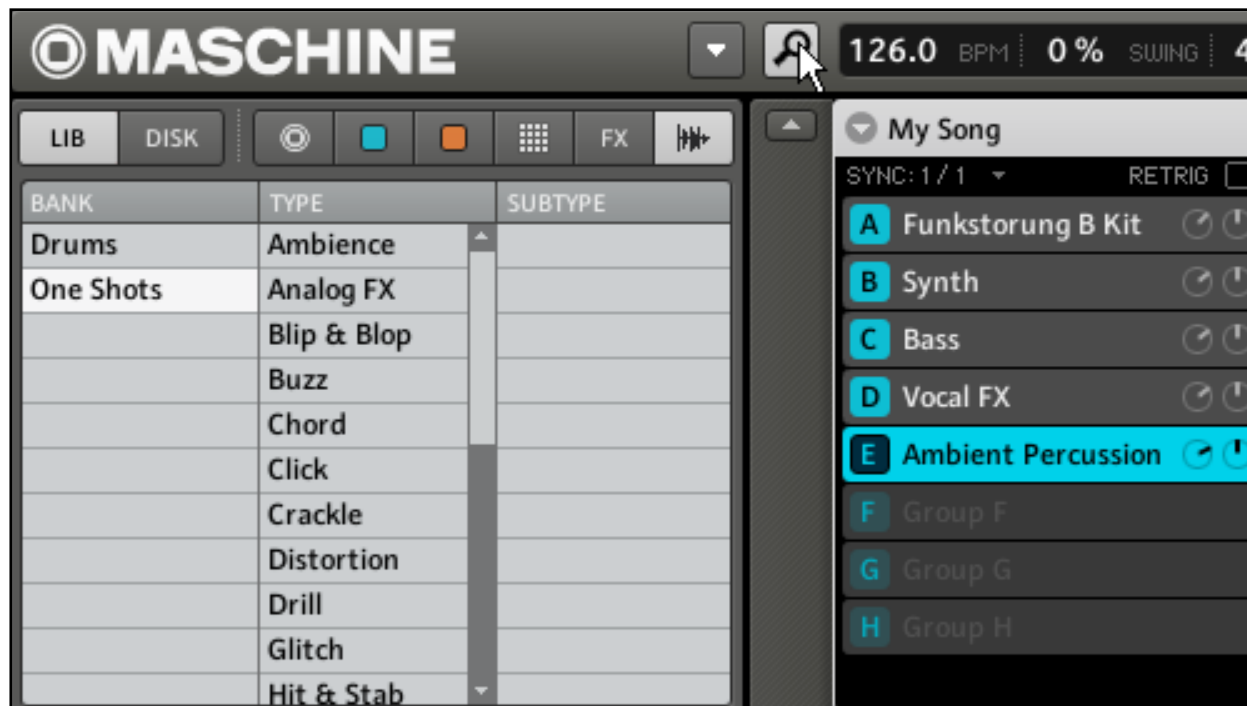 MASCHINE 126.0 BPM 0 % SWING 4
LIB DISK FX
BANK TYPE SUBTYPE
Drums Ambience
One Shots Analog FX
Blip & Blop
Buzz
Chord
Click
Crackle
Distortion
Drill
Glitch
Hit & Stab
My Song
SYNC: 1 / 1 RETRIG
A Funkstorung B Kit
B Synth
C Bass
D Vocal FX
E Ambient Percussion
F Group F
G Group G
H Group H